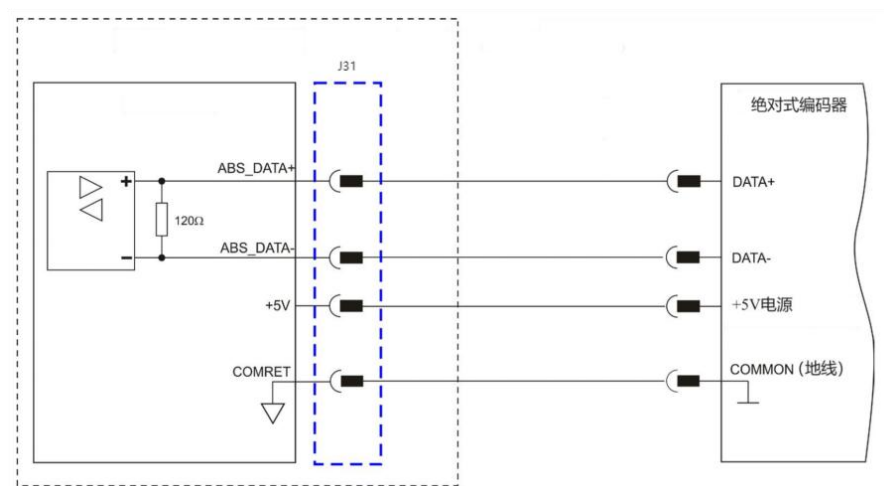 J31
绝对式编码器
ABS_DATA+
+
DATA+
120Ω
ABS_DATA-
-
DATA-
+5V
+5V电源
COMRET
COMMON (地线)